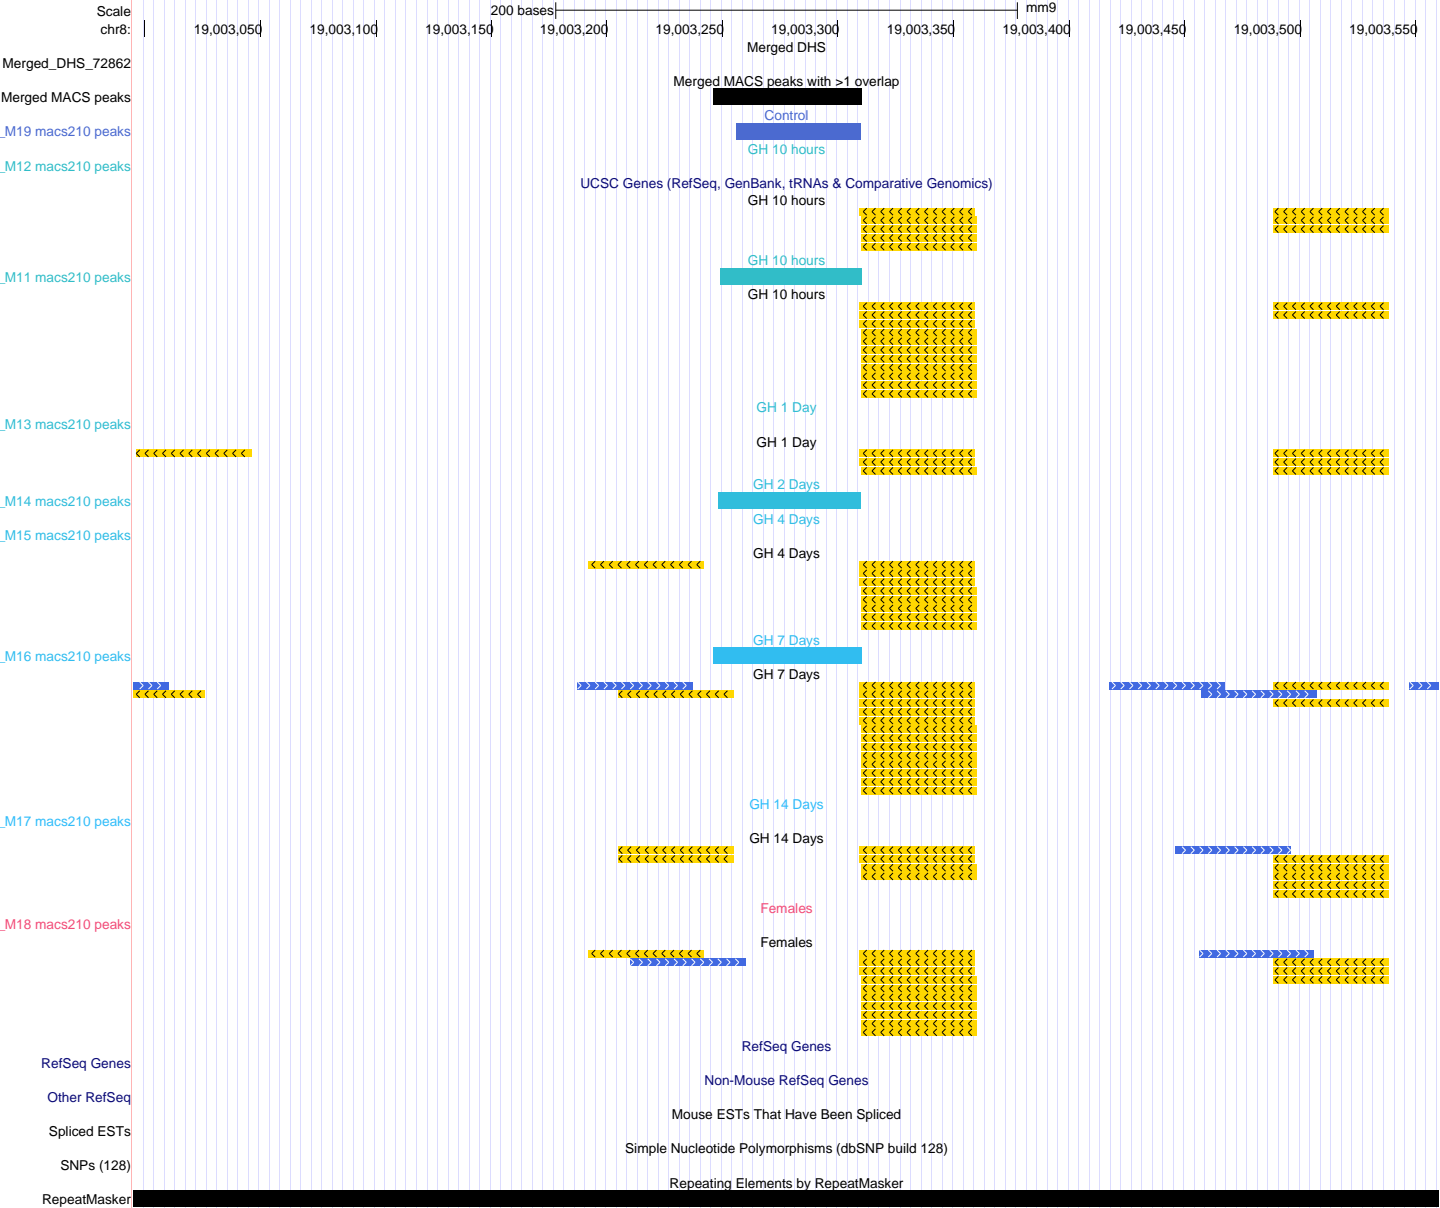 Scale 200 bases mm9
chr8: 19,003,050 19,003,100 19,003,150 19,003,200 19,003,250 19,003,300 19,003,350 19,003,400 19,003,450 19,003,500 19,003,550
Merged DHS
Merged_DHS_72862
Merged MACS peaks with >1 overlap
Merged MACS peaks
Control
_M19 macs210 peaks
GH 10 hours
_M12 macs210 peaks
UCSC Genes (RefSeq, GenBank, tRNAs & Comparative Genomics)
GH 10 hours
GH 10 hours
_M11 macs210 peaks
GH 10 hours
GH 1 Day
_M13 macs210 peaks
GH 1 Day
GH 2 Days
_M14 macs210 peaks
GH 4 Days
_M15 macs210 peaks
GH 4 Days
GH 7 Days
_M16 macs210 peaks
GH 7 Days
GH 14 Days
_M17 macs210 peaks
GH 14 Days
Females
_M18 macs210 peaks
Females
RefSeq Genes
RefSeq Genes
Non-Mouse RefSeq Genes
Other RefSeq
Mouse ESTs That Have Been Spliced
Spliced ESTs
Simple Nucleotide Polymorphisms (dbSNP build 128)
SNPs (128)
Repeating Elements by RepeatMasker
RepeatMasker